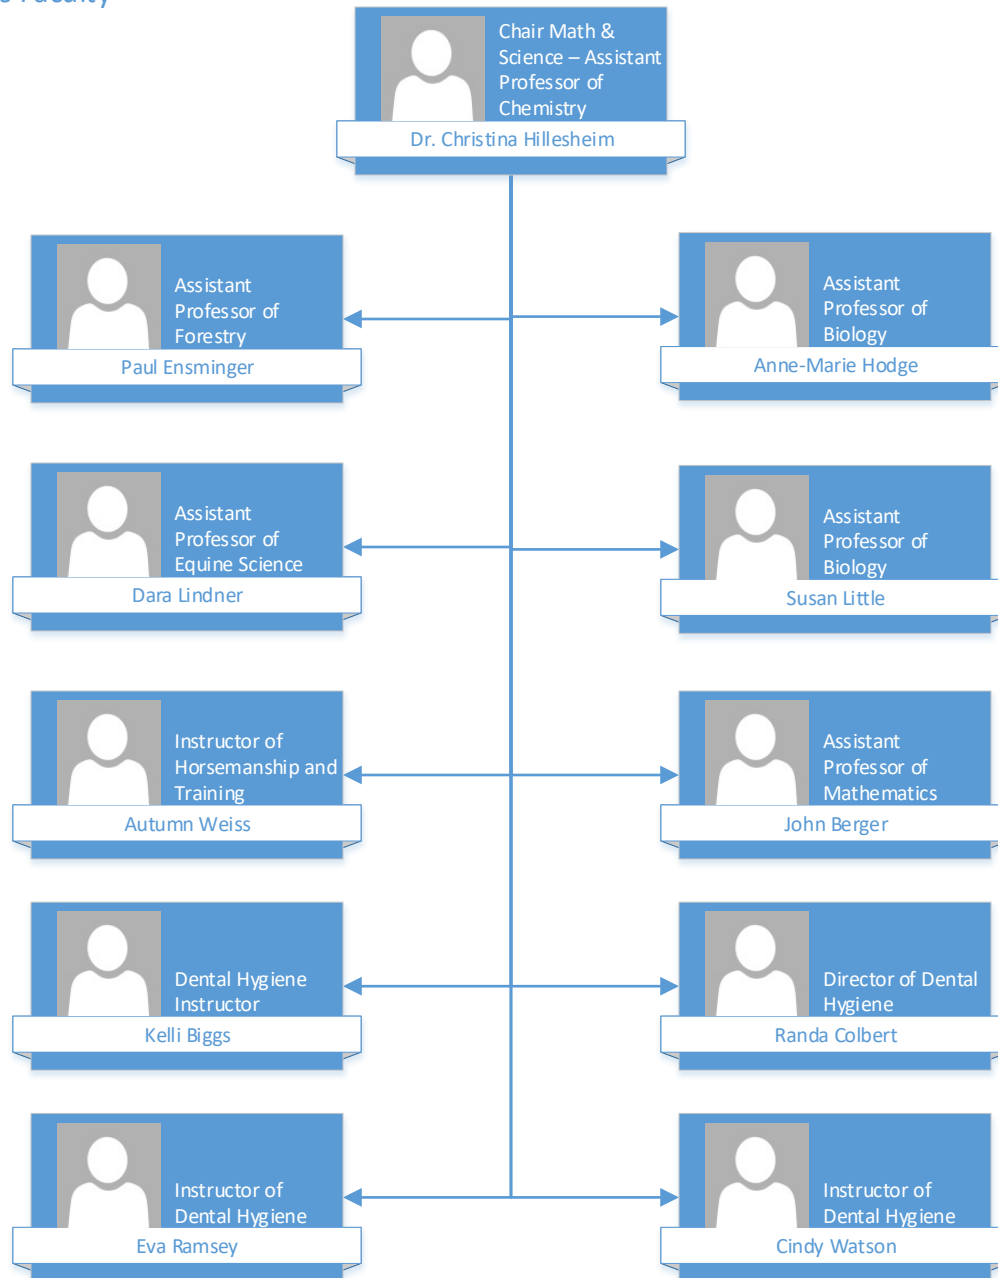 Faculty
Chair Math &
Science – Assistant
Professor of
Chemistry
Dr. Christina Hillesheim
Assistant
Professor of
Forestry
Paul Ensminger
Assistant
Professor of
Biology
Anne-Marie Hodge
Assistant
Professor of
Equine Science
Dara Lindner
Assistant
Professor of
Biology
Susan Little
Instructor of
Horsemanship and
Training
Autumn Weiss
Assistant
Professor of
Mathematics
John Berger
Dental Hygiene
Instructor
Kelli Biggs
Director of Dental
Hygiene
Randa Colbert
Instructor of
Dental Hygiene
Eva Ramsey
Instructor of
Dental Hygiene
Cindy Watson